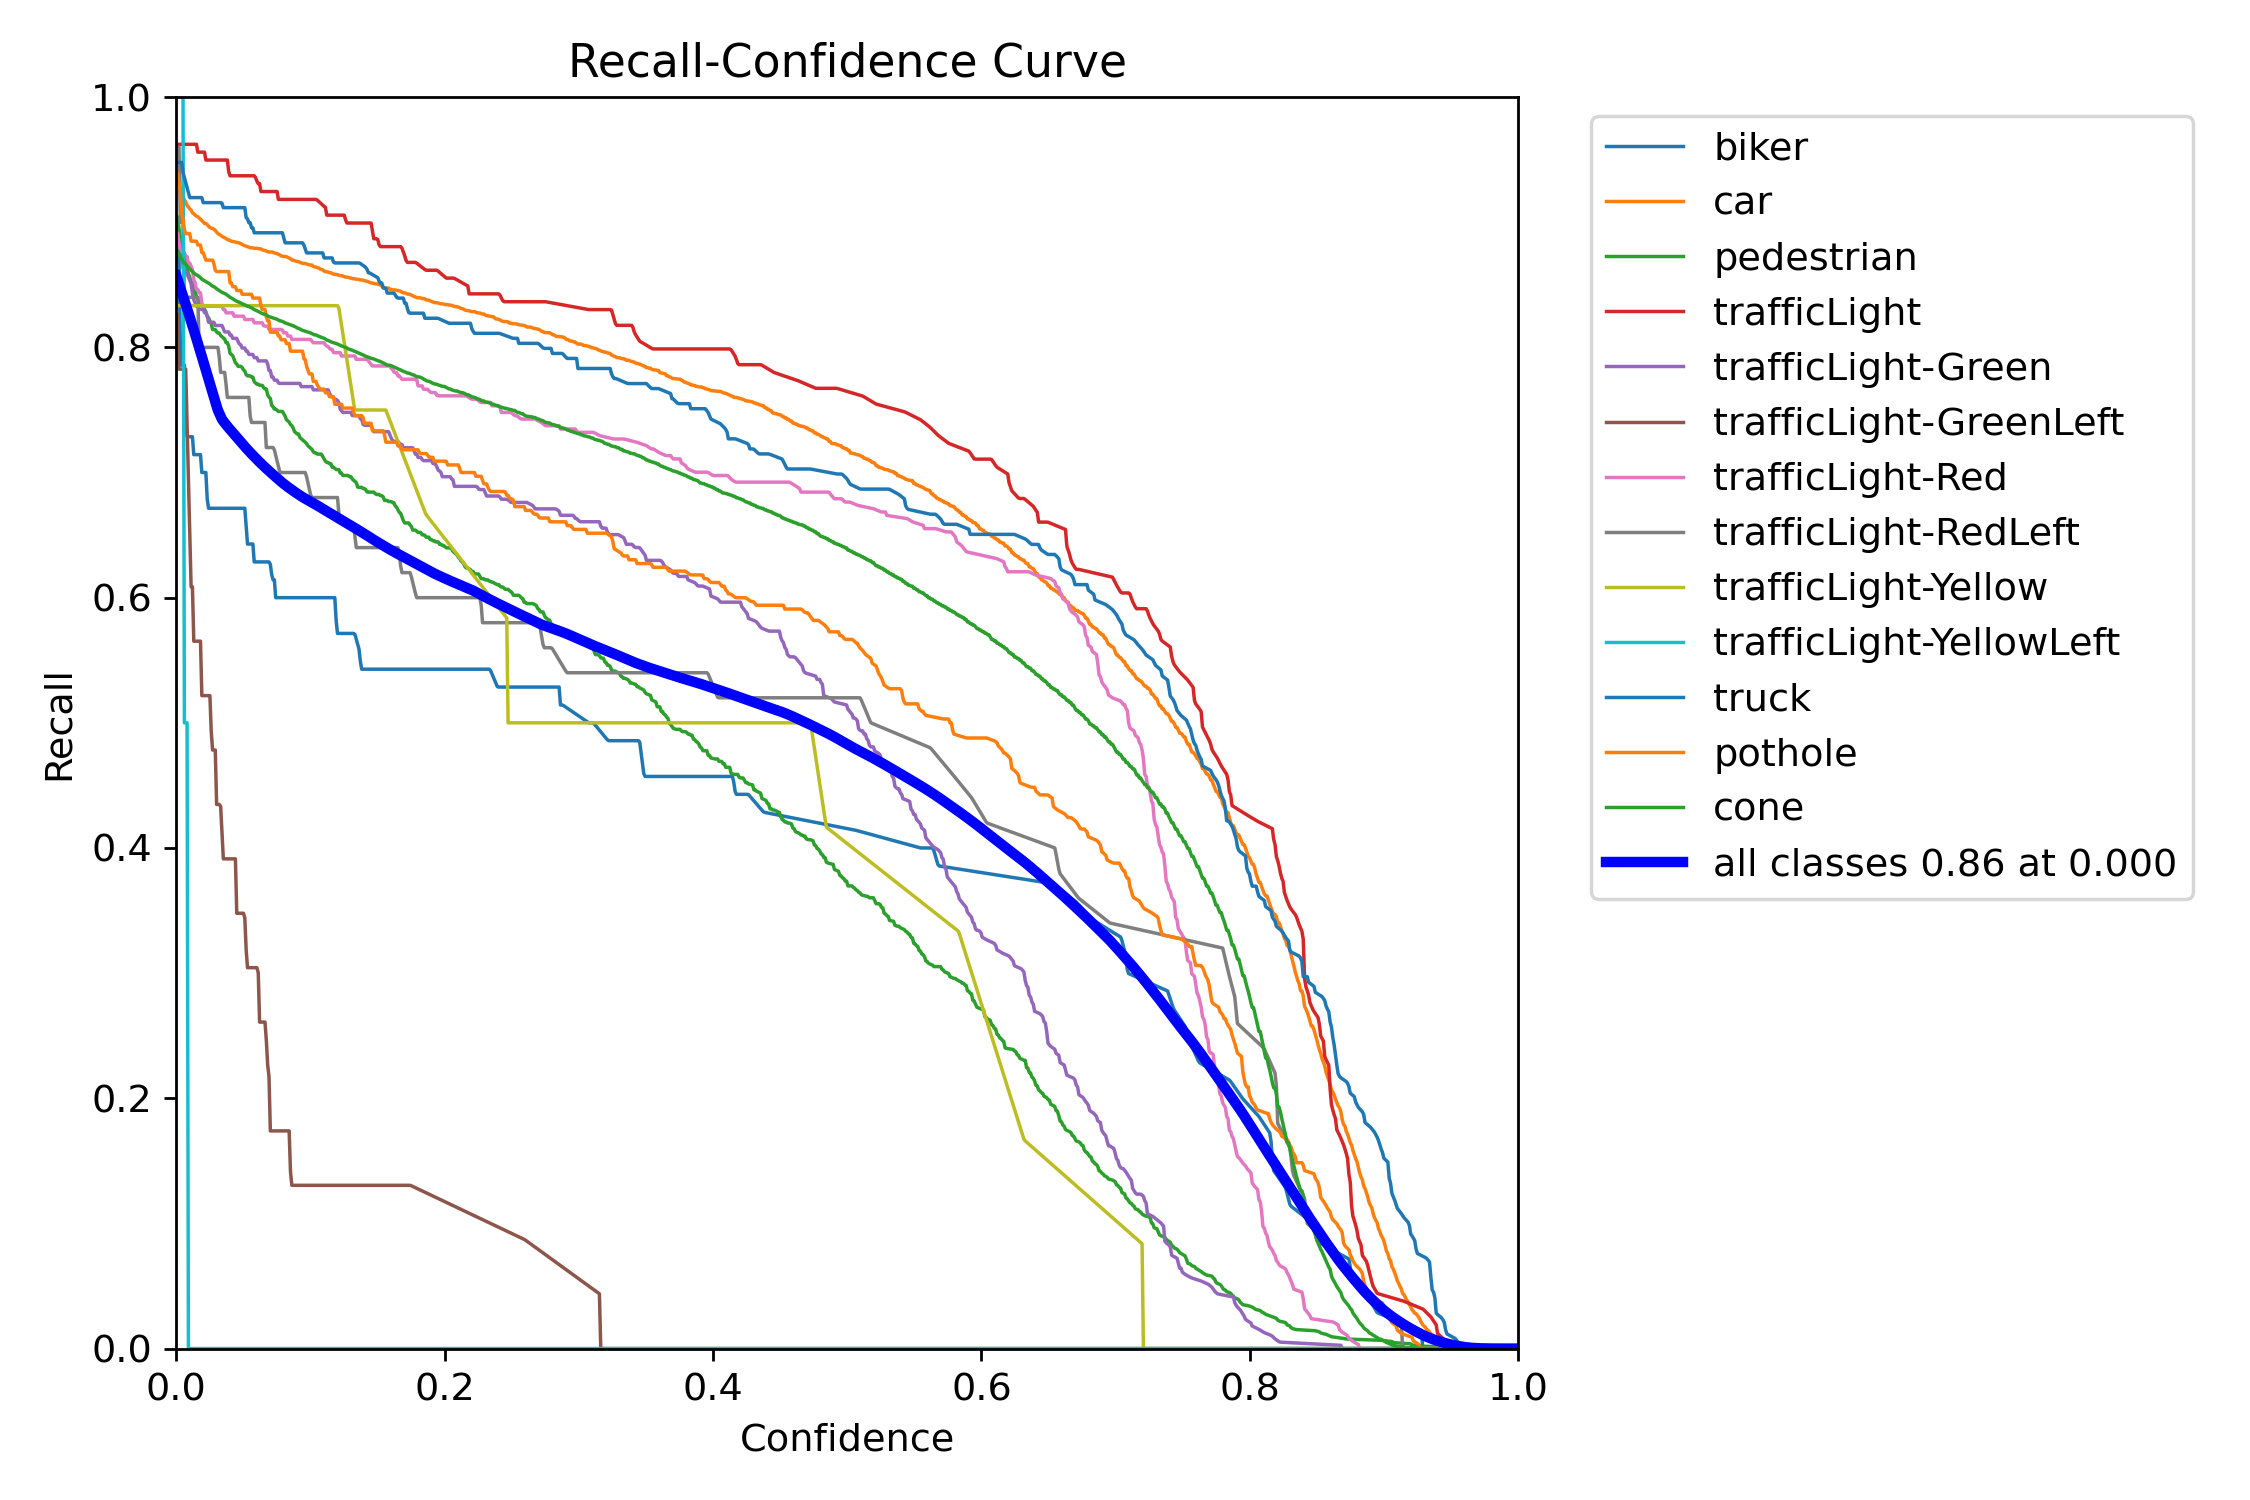 Recall-Confidence Curve
1.0
0.8
0.6
0.4
0.2
0.0
Recall
0.0 0.2 0.4 0.6 0.8 1.0
Confidence
biker
car
pedestrian
trafficLight
trafficLight-Green
trafficLight-GreenLeft
trafficLight-Red
trafficLight-RedLeft
trafficLight-Yellow
trafficLight-YellowLeft
truck
pothole
cone
all classes 0.86 at 0.000